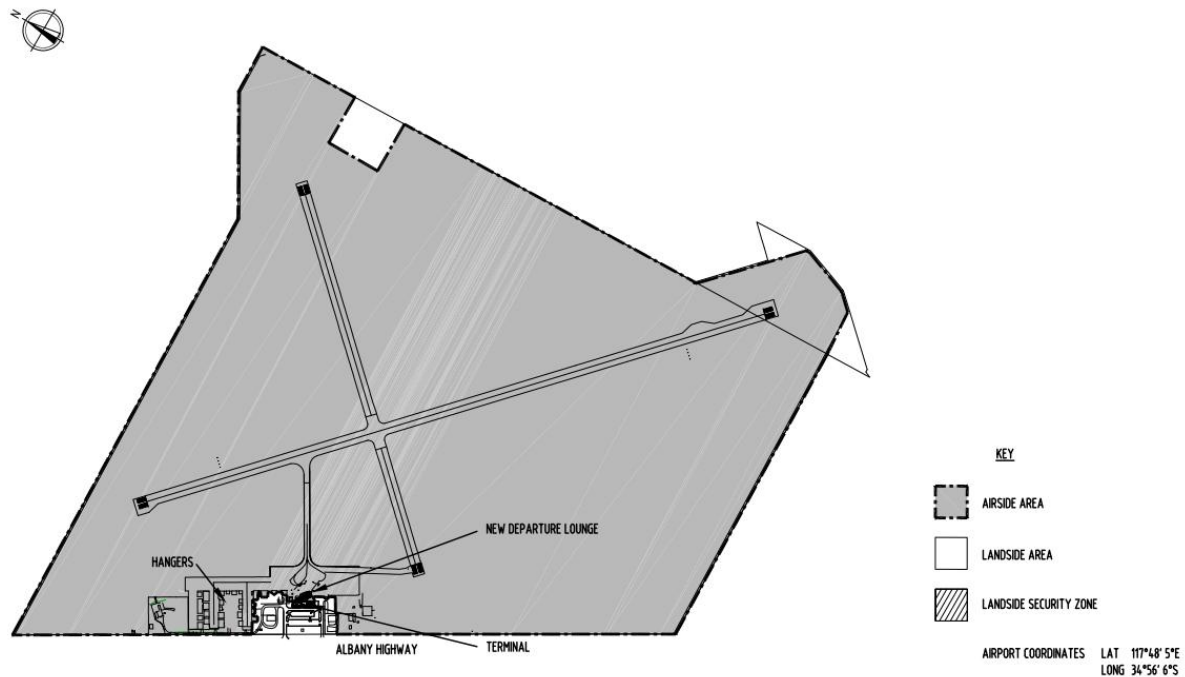 N
NEW DEPARTURE LOUNGE
HANGERS
ALBANY HIGHWAY
TERMINAL
KEY
AIRSIDE AREA
LANDSIDE AREA
LANDSIDE SECURITY ZONE
AIRPORT COORDINATES LAT 117°48' 5"E
LONG 34°56' 6"S